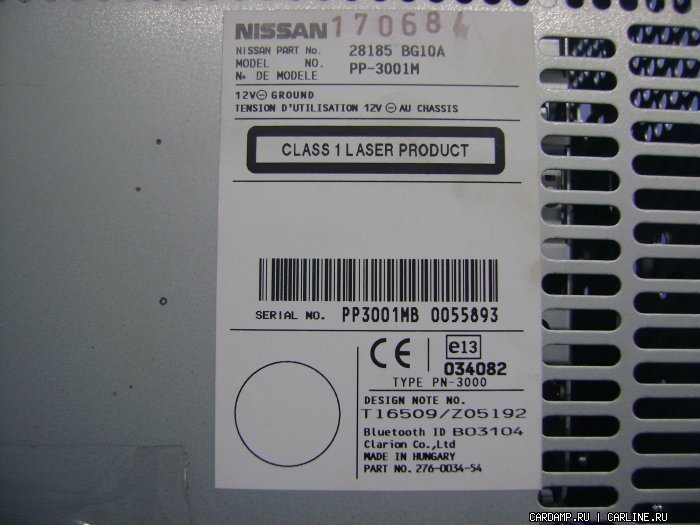 NISSAN 170684
NISSAN PART No. 28185 BG10A
MODEL NO. PP-3001M
N° DE MODELE
12V⊖ GROUND
TENSION D'UTILISATION 12V ⊖ AU CHASSIS
CLASS 1 LASER PRODUCT
SERIAL NO. PP3001MB 0055893
CE e13
034082
TYPE PN-3000
DESIGN NOTE NO.
T16509/Z05192
Bluetooth ID B03104
Clarion Co.,Ltd
MADE IN HUNGARY
PART NO. 276-0034-54
CARDAMP.RU | CARLINE.RU